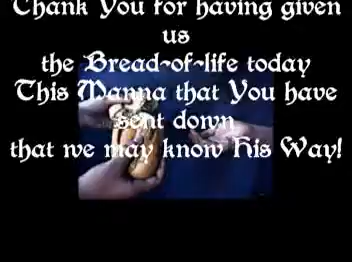 Thank You for having given
us
the Bread-of-life today
This Manna that You have
sent down
that we may know His Way!